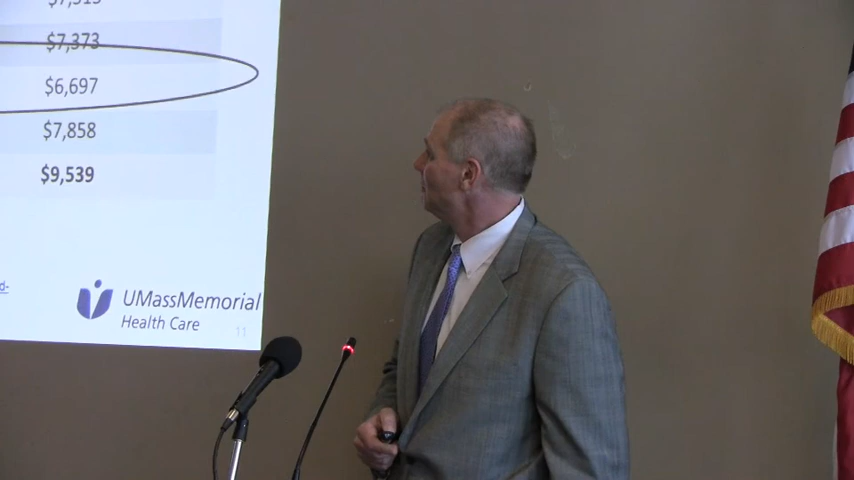 $7,373
$6,697
$7,858
$9,539
d-
UMassMemorial
Health Care
11